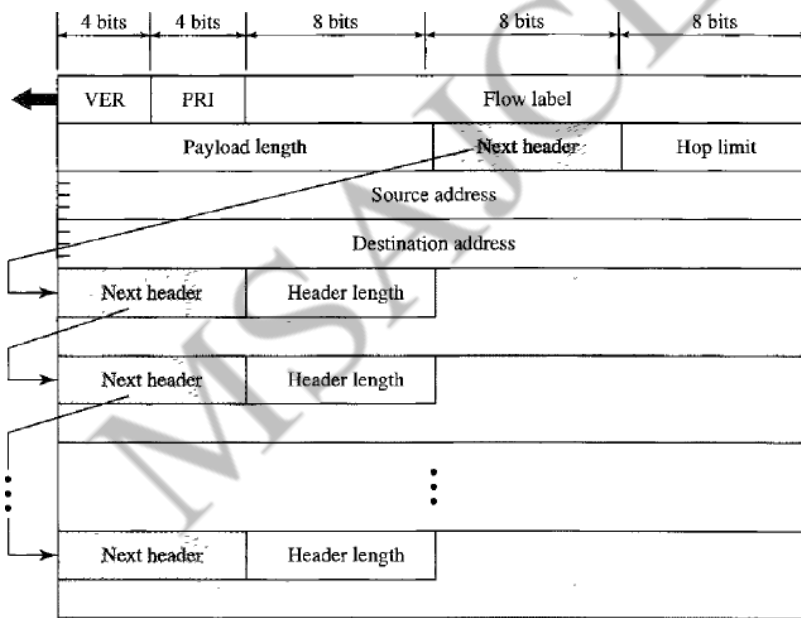 4 bits 4 bits 8 bits 8 bits 8 bits
VER PRI Flow label
Payload length Next header Hop limit
Source address
Destination address
Next header Header length
Next header Header length
Next header Header length
MSAJCE